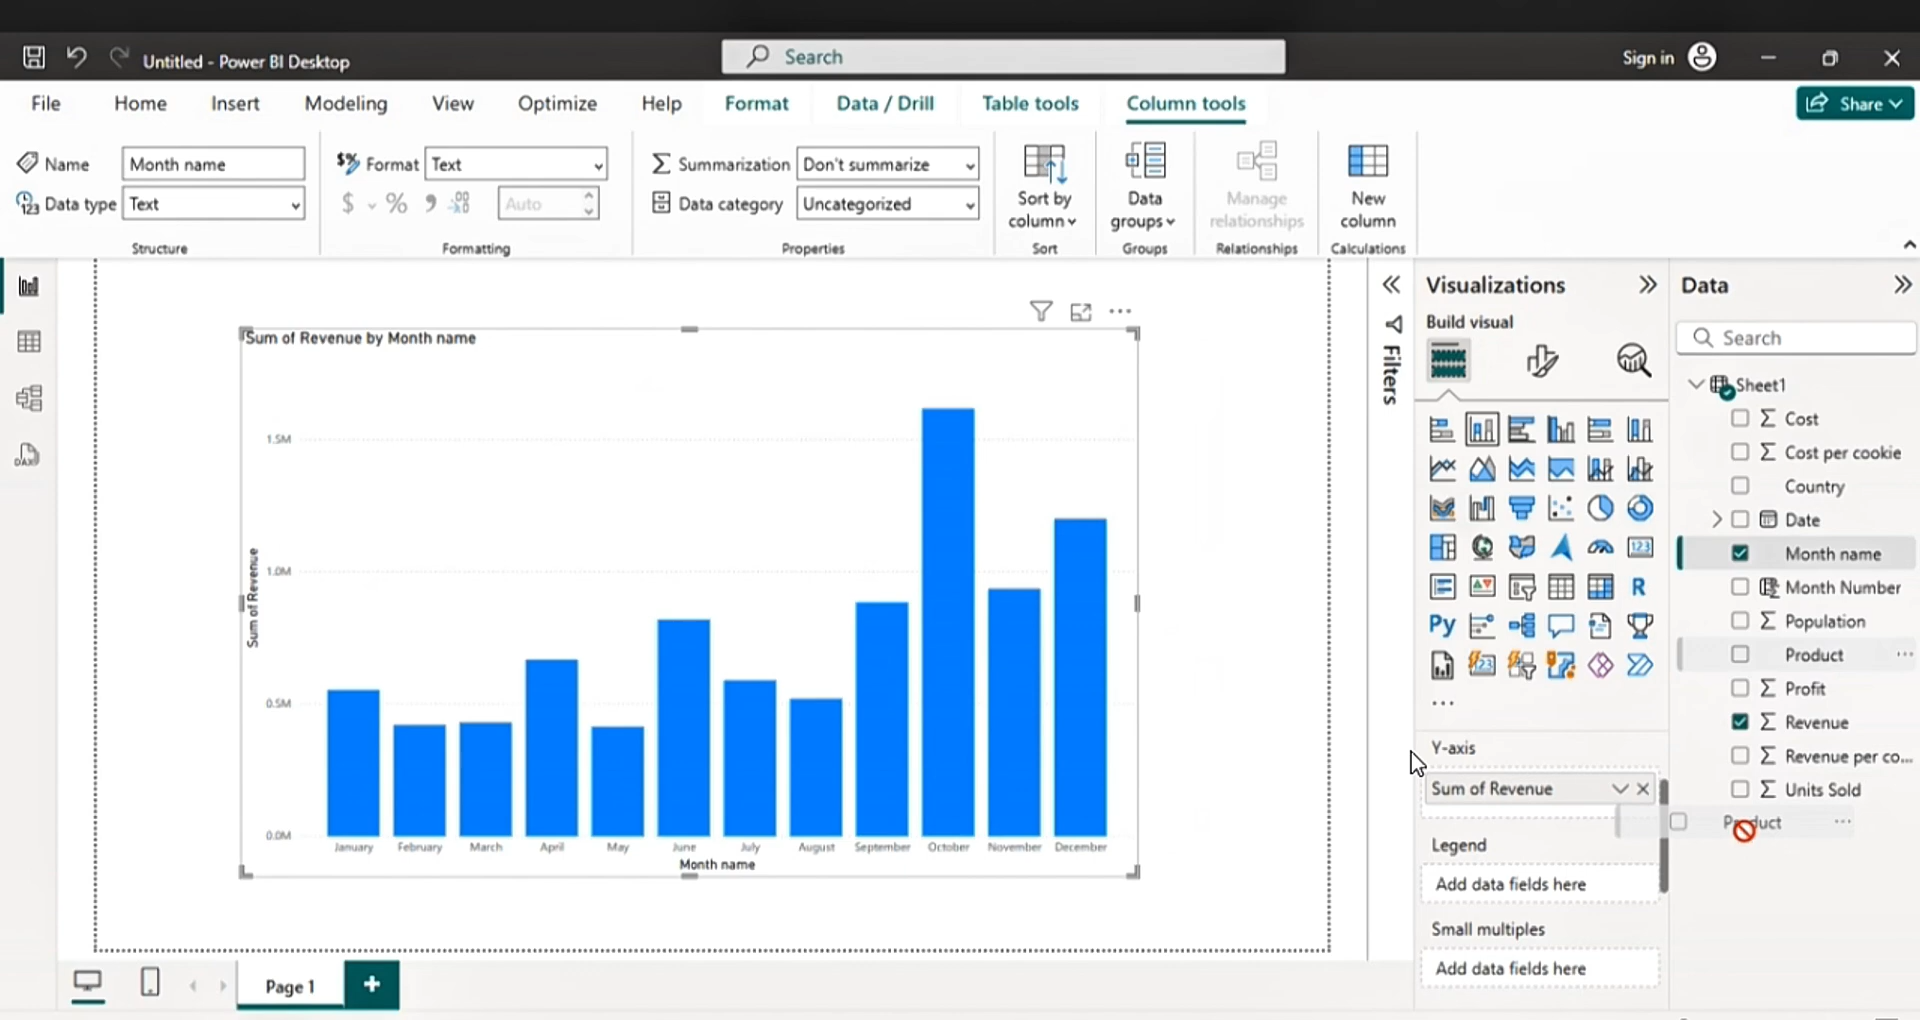 Untitled - Power BI Desktop
Search
Sign in
File Home Insert Modeling View Optimize Help Format Data / Drill Table tools Column tools
Share
Name Month name
Data type Text
Structure
$% Format Text
$ % 9 Auto
Formatting
Summarization Don't summarize
Data category Uncategorized
Properties
Sort by
column
Sort
Data
groups
Groups
Manage
relationships
Relationships
New
column
Calculations
Sum of Revenue by Month name
1.5M
1.0M
0.5M
0.0M
Sum of Revenue
January February March April May June July August September October November December
Month name
Filters
Visualizations
Build visual
123
R
Py
123
...
Y-axis
Sum of Revenue
Legend
Add data fields here
Small multiples
Add data fields here
Data
Search
Sheet1
Σ Cost
Σ Cost per cookie
Country
Date
Month name
Month Number
Σ Population
Product ...
Σ Profit
Σ Revenue
Σ Revenue per co...
Σ Units Sold
Product ...
DAX
Page 1
+